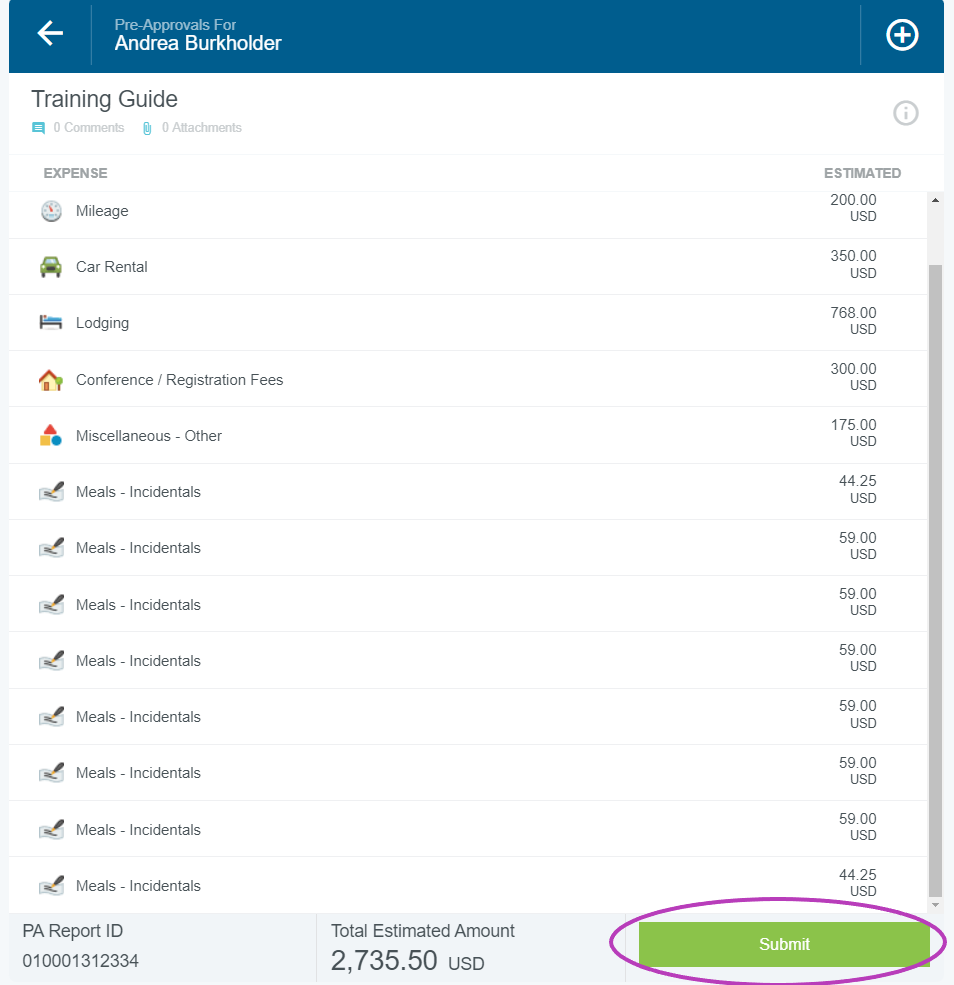 Pre-Approvals For
Andrea Burkholder
Training Guide
0 Comments 0 Attachments
EXPENSE ESTIMATED
Mileage 200.00
USD
Car Rental 350.00
USD
Lodging 768.00
USD
Conference / Registration Fees 300.00
USD
Miscellaneous - Other 175.00
USD
Meals - Incidentals 44.25
USD
Meals - Incidentals 59.00
USD
Meals - Incidentals 59.00
USD
Meals - Incidentals 59.00
USD
Meals - Incidentals 59.00
USD
Meals - Incidentals 59.00
USD
Meals - Incidentals 59.00
USD
Meals - Incidentals 44.25
USD
PA Report ID Total Estimated Amount
010001312334 2,735.50 USD
Submit